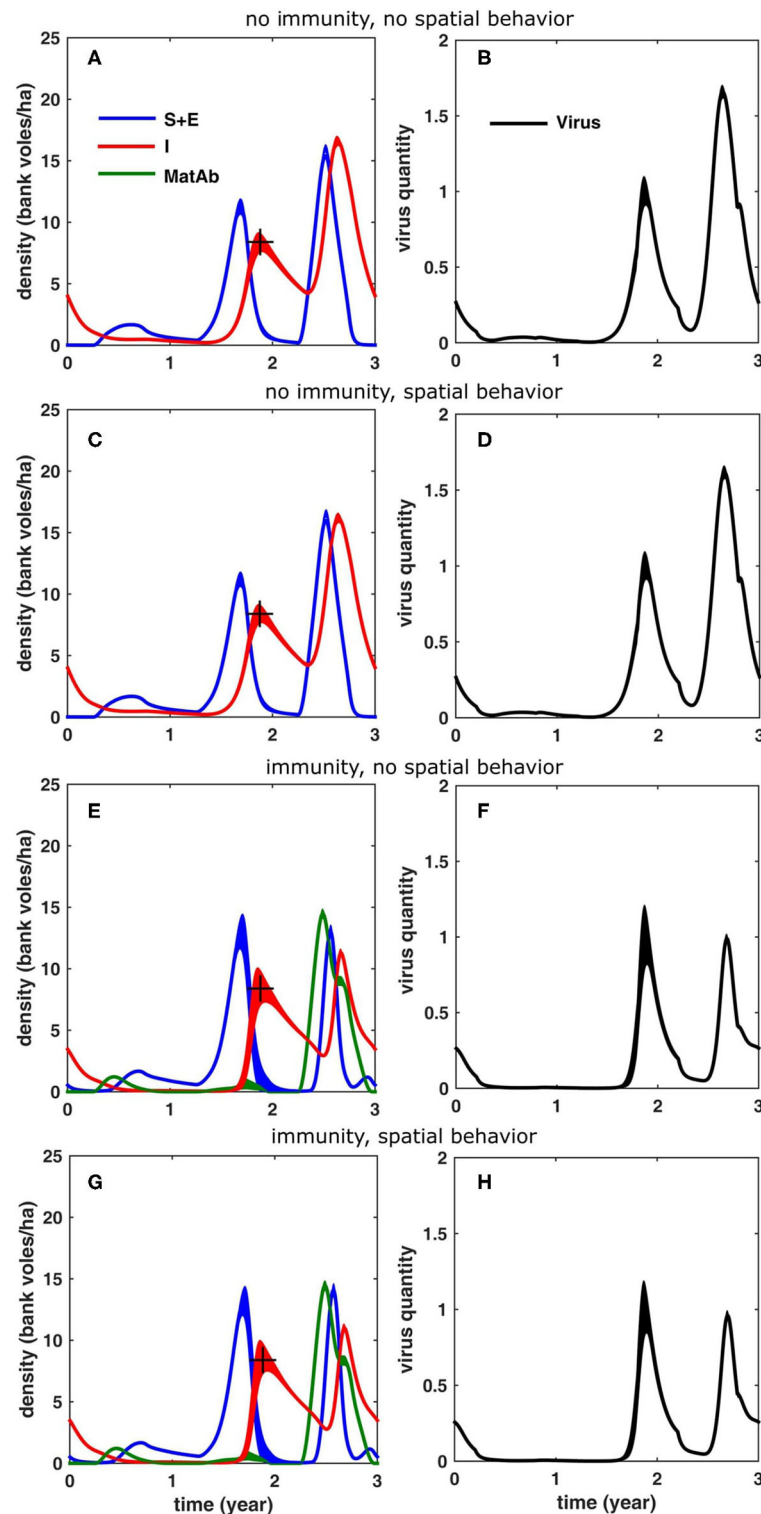 no immunity, no spatial behavior
A
S+E
I
MatAb
density (bank voles/ha)
25
20
15
10
5
0
0 1 2 3
B
Virus
virus quantity
2
1.5
1
0.5
0
0 1 2 3
no immunity, spatial behavior
C
density (bank voles/ha)
25
20
15
10
5
0
0 1 2 3
D
virus quantity
2
1.5
1
0.5
0
0 1 2 3
immunity, no spatial behavior
E
density (bank voles/ha)
25
20
15
10
5
0
0 1 2 3
F
virus quantity
2
1.5
1
0.5
0
0 1 2 3
immunity, spatial behavior
G
density (bank voles/ha)
25
20
15
10
5
0
0 1 2 3
time (year)
H
virus quantity
2
1.5
1
0.5
0
0 1 2 3
time (year)